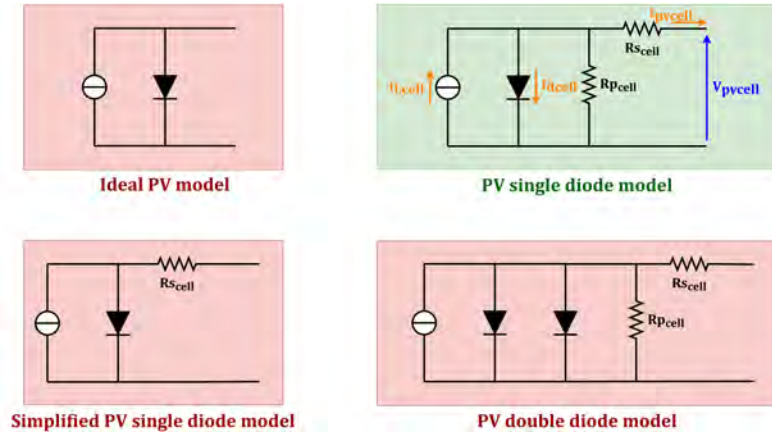 Ipvcell
Rscell
ILcell
Idcell
Rpcell
Vpvcell
Ideal PV model
PV single diode model
Rscell
Rscell
Rpcell
Simplified PV single diode model
PV double diode model